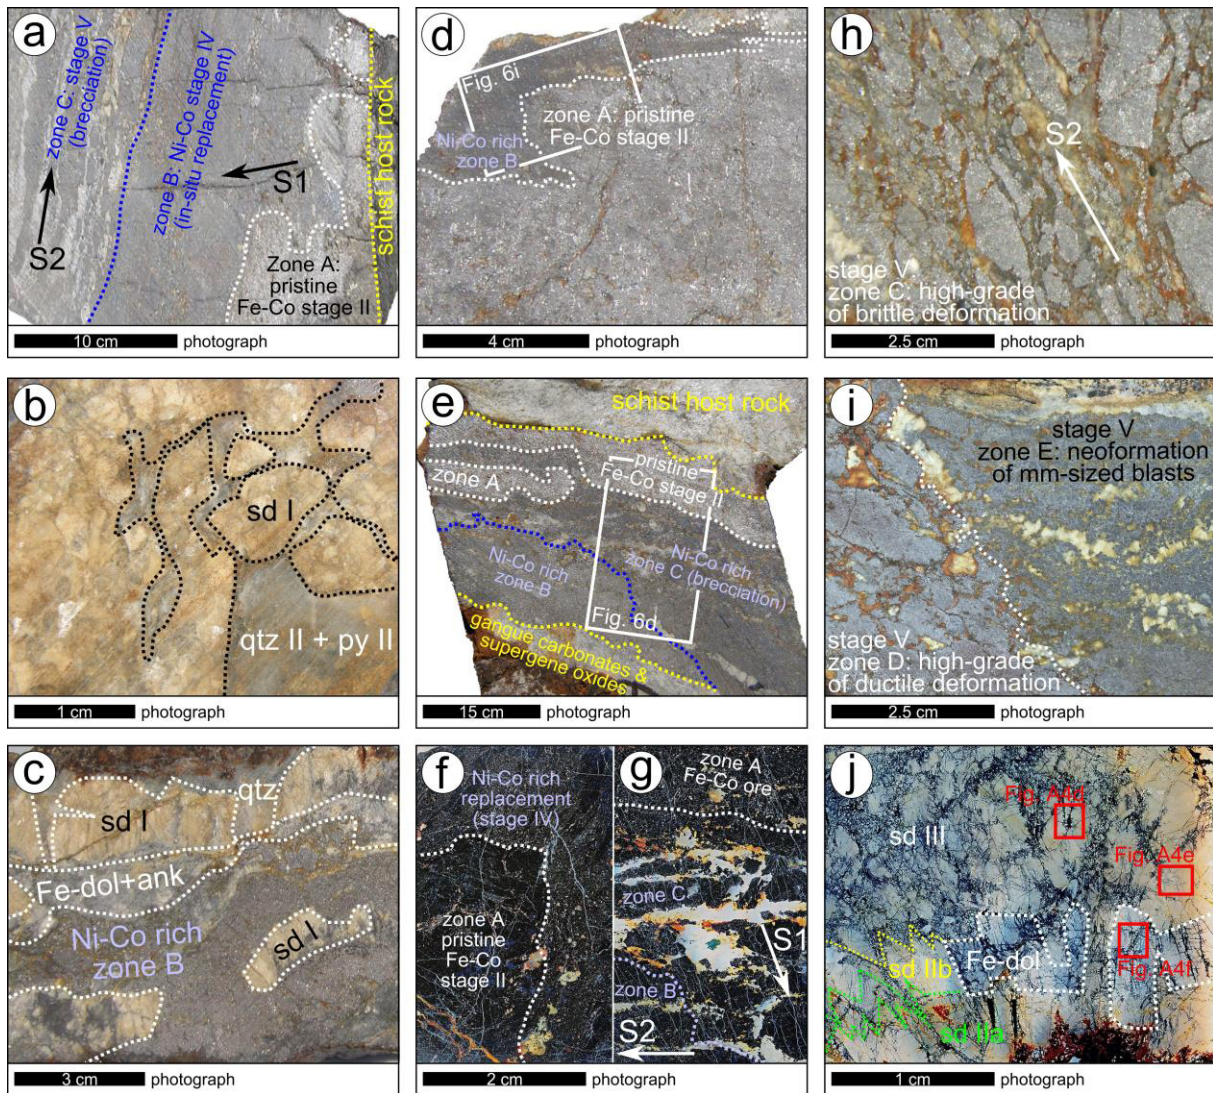 a
zone C: stage V
(brecciation)
zone B: Ni-Co stage IV
(in-situ replacement)
S1
S2
Zone A:
pristine
Fe-Co stage II
schist host rock
10 cm photograph
b
sd I
qtz II + py II
1 cm photograph
c
sd I
qtz
Fe-dol+ank
Ni-Co rich
zone B
sd I
3 cm photograph
d
Fig. 6i
zone A: pristine
Fe-Co stage II
Ni-Co rich
zone B
4 cm photograph
e
schist host rock
zone A
pristine
Fe-Co stage II
Ni-Co rich
zone B
Ni-Co rich
zone C (brecciation)
Fig. 6d
gangue carbonates &
supergene oxides
15 cm photograph
f
Ni-Co rich
replacement
(stage IV)
zone A
pristine
Fe-Co
stage II
g
zone A
Fe-Co ore
zone C
S1
zone B
S2
2 cm photograph
h
S2
stage V:
zone C: high-grade
of brittle deformation
2.5 cm photograph
i
stage V
zone E: neoformation
of mm-sized blasts
stage V
zone D: high-grade
of ductile deformation
2.5 cm photograph
j
Fig. A4d
sd III
Fig. A4e
sd IIb
Fe-dol
Fig. A4f
sd IIa
1 cm photograph